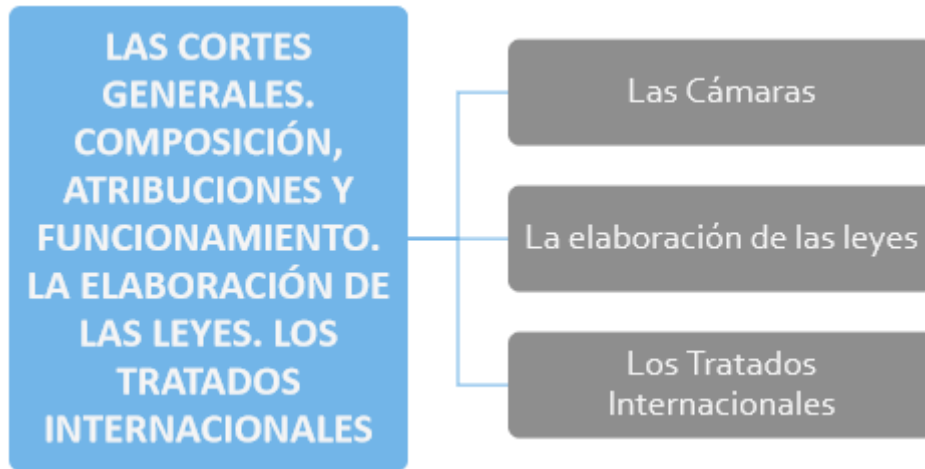 LAS CORTES
GENERALES.
COMPOSICIÓN,
ATRIBUCIONES Y
FUNCIONAMIENTO.
LA ELABORACIÓN DE
LAS LEYES. LOS
TRATADOS
INTERNACIONALES
Las Cámaras
La elaboración de las leyes
Los Tratados
Internacionales